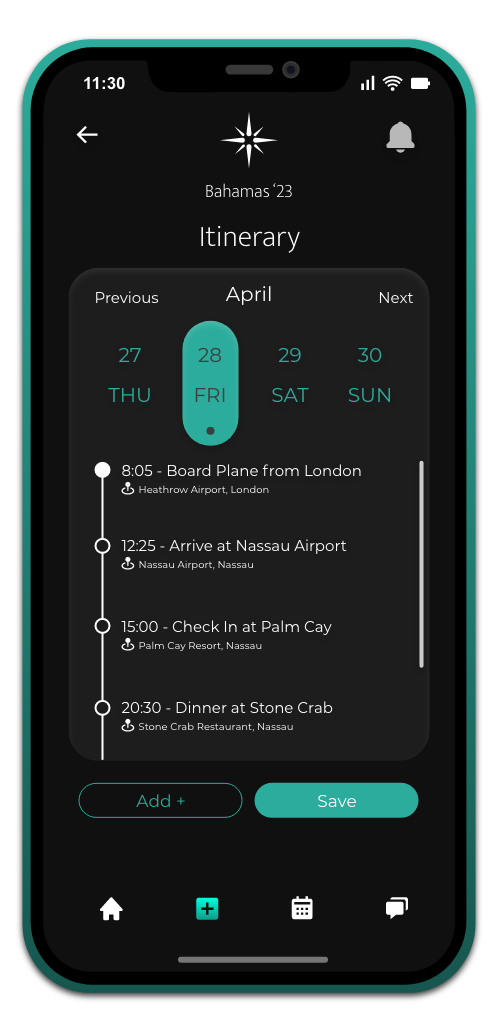 11:30
Bahamas ‘23
Itinerary
Previous April Next
27 28 29 30
THU FRI SAT SUN
8:05 - Board Plane from London
Heathrow Airport, London
12:25 - Arrive at Nassau Airport
Nassau Airport, Nassau
15:00 - Check In at Palm Cay
Palm Cay Resort, Nassau
20:30 - Dinner at Stone Crab
Stone Crab Restaurant, Nassau
Add + Save